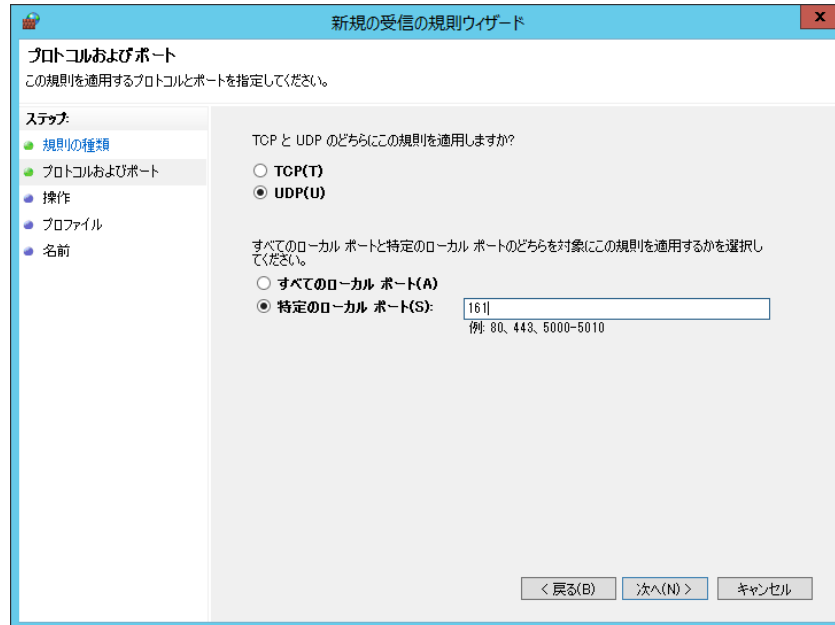 新規の受信の規則ウィザード
x
プロトコルおよびポート
この規則を適用するプロトコルとポートを指定してください。
ステップ:
規則の種類
プロトコルおよびポート
操作
プロファイル
名前
TCP と UDP のどちらにこの規則を適用しますか?
TCP(T)
UDP(U)
すべてのローカル ポートと特定のローカル ポートのどちらを対象にこの規則を適用するかを選択し
てください。
すべてのローカル ポート(A)
特定のローカル ポート(S):
161
例: 80、443、5000-5010
< 戻る(B)
次へ(N) >
キャンセル